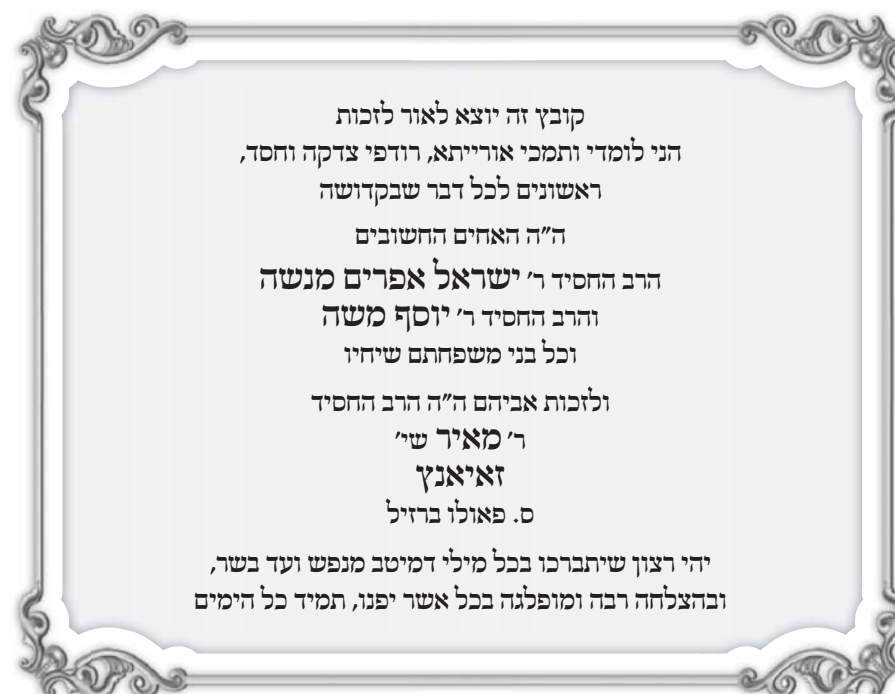 קובץ זה יוצא לאור לזכות
הני לומדי ותמכי אורייתא, רודפי צדקה וחסד,
ראשונים לכל דבר שבקדושה
ה״ה האחים החשובים
הרב החסיד ר׳ ישראל אפרים מנשה
והרב החסיד ר׳ יוסף משה
וכל בני משפחתם שיחיו
ולזכות אביהם ה״ה הרב החסיד
ר׳ מאיר שי׳
זאיאנץ
ס. פאולו ברזיל
יהי רצון שיתברכו בכל מילי דמיטב מנפש ועד בשר,
ובהצלחה רבה ומופלגה בכל אשר יפנו, תמיד כל הימים